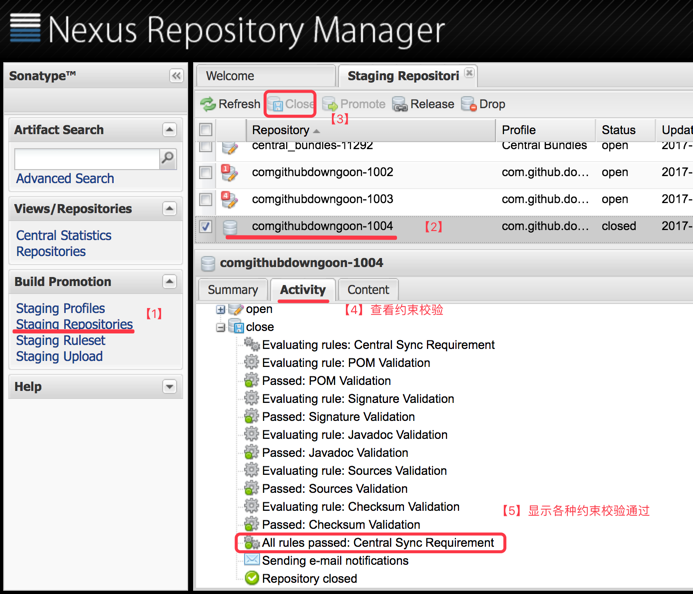 Nexus Repository Manager
Sonatype™
Artifact Search
Advanced Search
Views/Repositories
Central Statistics
Repositories
Build Promotion
Staging Profiles
Staging Repositories 【1】
Staging Ruleset
Staging Upload
Help
Welcome Staging Repositori
Refresh Close Promote Release Drop
【3】
Repository Profile Status Updat
central_bundles-11292 Central Bundles open 2017-
1 comgithubdowngoon-1002 com.github.do... open 2017-
4 comgithubdowngoon-1003 com.github.do... open 2017-
comgithubdowngoon-1004 【2】 com.github.do... closed 2017-
comgithubdowngoon-1004
Summary Activity Content
open 【4】查看约束校验
close
Evaluating rules: Central Sync Requirement
Evaluating rule: POM Validation
Passed: POM Validation
Evaluating rule: Signature Validation
Passed: Signature Validation
Evaluating rule: Javadoc Validation
Passed: Javadoc Validation
Evaluating rule: Sources Validation
Passed: Sources Validation
Evaluating rule: Checksum Validation 【5】显示各种约束校验通过
Passed: Checksum Validation
All rules passed: Central Sync Requirement
Sending e-mail notifications
Repository closed